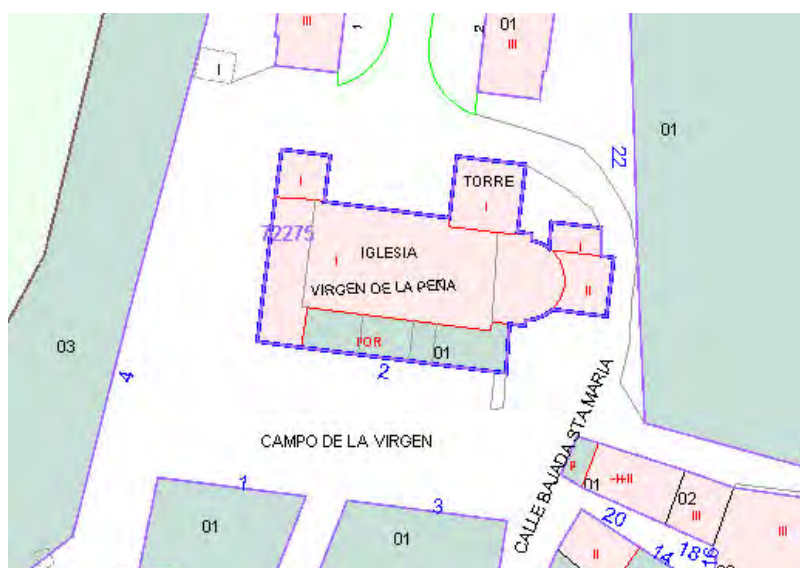 III
1
2
01
III
I
01
22
I
TORRE
I
72275
IGLESIA
I
VIRGEN DE LA PEÑA
I
II
03
4
POR
01
2
CAMPO DE LA VIRGEN
CALLE BAJADA STA.MARIA
1
3
01
01
P
01
-I+II
02
III
III
20
II
14
18
16